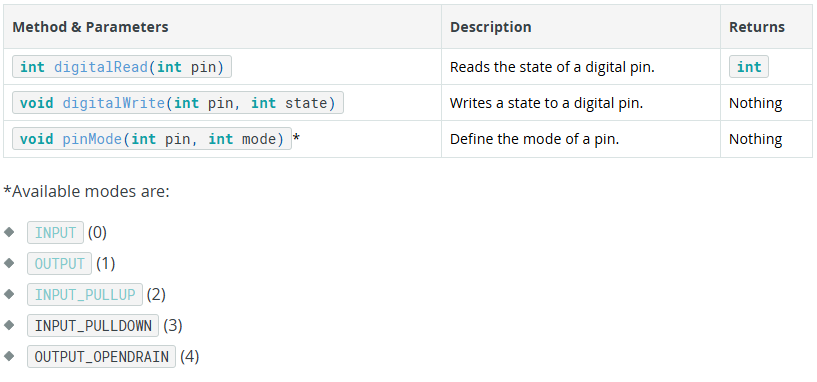 Method & Parameters Description Returns
int digitalRead(int pin) Reads the state of a digital pin. int
void digitalWrite(int pin, int state) Writes a state to a digital pin. Nothing
void pinMode(int pin, int mode)* Define the mode of a pin. Nothing
*Available modes are:
INPUT (0)
OUTPUT (1)
INPUT_PULLUP (2)
INPUT_PULLDOWN (3)
OUTPUT_OPENDRAIN (4)